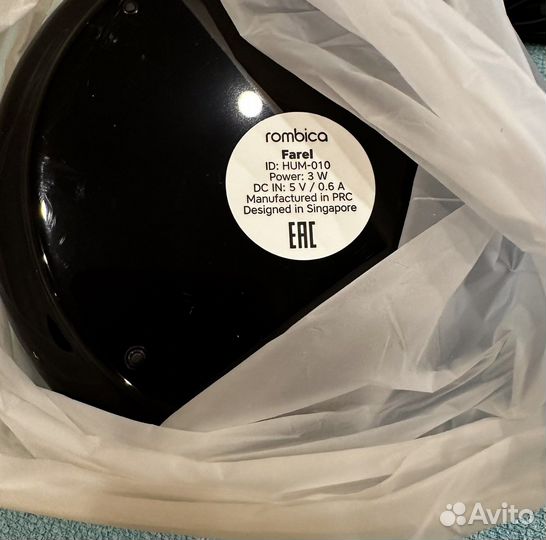 rombica
Farel
ID: HUM-010
Power: 3 W
DC IN: 5 V / 0.6 A
Manufactured in PRC
Designed in Singapore
EAC
Avito